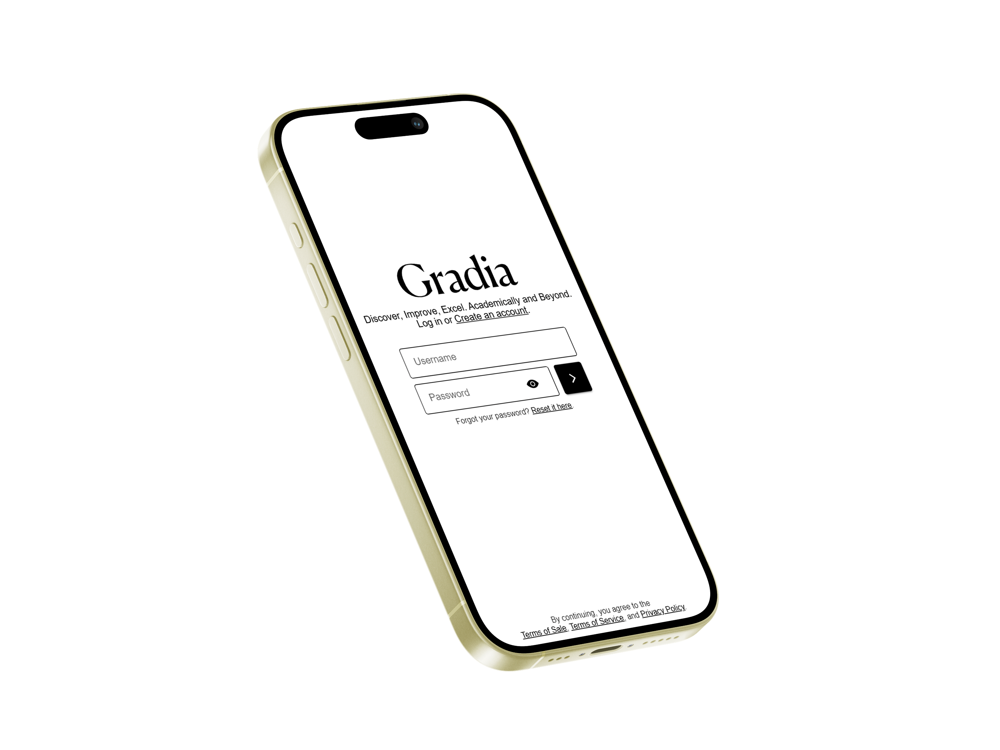 Gradia
Discover, Improve, Excel. Academically and Beyond.
Log in or Create an account.
Username
Password
Forgot your password? Reset it here.
By continuing, you agree to the
Terms of Sale, Terms of Service, and Privacy Policy.